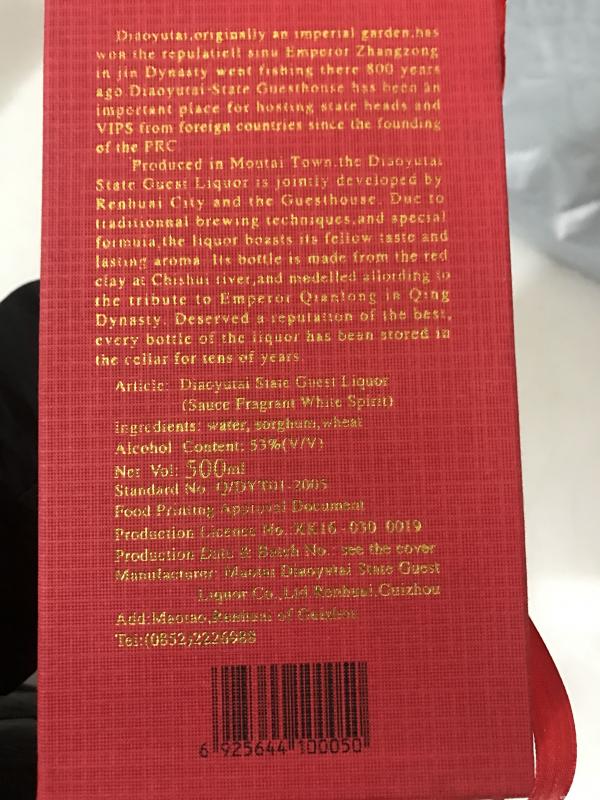 Diaoyutai,originally an imperial garden,has
won the repulatiell sinu Emperor Zhangzong
in jin Dynasty went fishing there 800 years
ago Diaoyutai-State Guesthouse has been an
important place for hosting state heads and
VIPS from foreign countries since the founding
of the PRC
Produced in Moutai Town.the Diaoyutai
State Guest Liquor is jointly developed by
Renhuai City and the Guesthouse. Due to
traditionnal brewing techniques,and special
formuia,the liquor boasts its fellow taste and
lasting aroma. Its bottle is made from the red
clay at Chishui river,and medelled allording to
the tribute to Emperor Qianlong in Qing
Dynasty. Deserved a reputation of the best,
every bottle of the liquor has been stored in
the cellar for tens of years
Article: Diaoyutai State Guest Liquor
(Sauce Fragrant White Spirit)
Ingredients: water, sorghum,wheat
Alcohol Content: 53%(V/V)
Net Vol: 500ml
Standard No Q/DYT01-2005
Food Printing Approval Document
Production Licence No.:XK16-030 0019
Production Date & Batch No.: see the cover
Manufacturer: Maotai Diaoyutai State Guest
Liquor Co.,Ltd.Renhuai,Guizhou
Add:Maotao,Renhuai of Guizhou
Tel:(0852)2226988
6 925644 100050